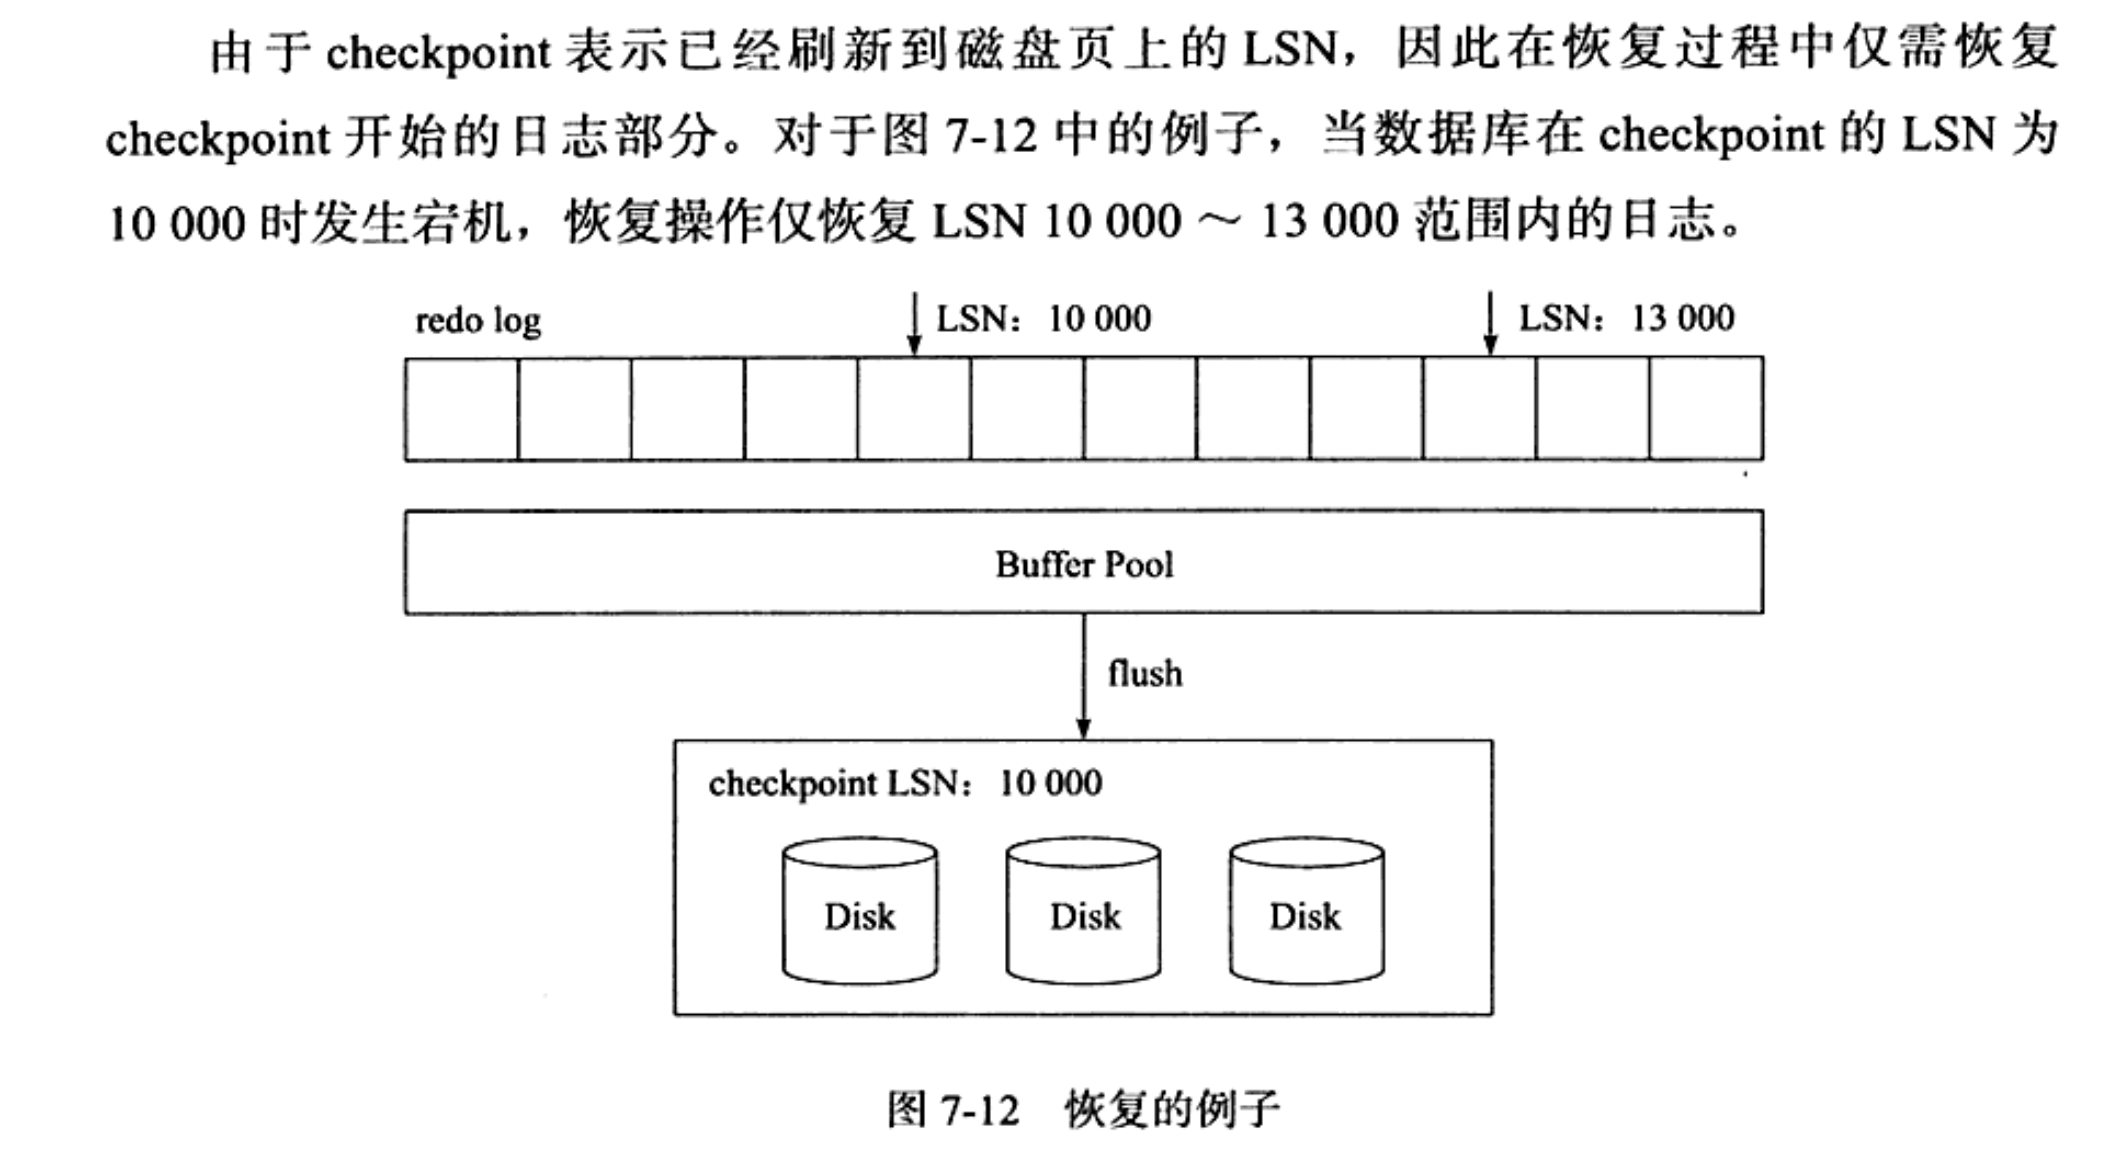 由于 checkpoint 表示已经刷新到磁盘页上的 LSN，因此在恢复过程中仅需恢复
checkpoint 开始的日志部分。对于图 7-12 中的例子，当数据库在 checkpoint 的 LSN 为
10 000 时发生宕机，恢复操作仅恢复 LSN 10 000 ～ 13 000 范围内的日志。
redo log
LSN： 10 000
LSN： 13 000
Buffer Pool
flush
checkpoint LSN： 10 000
Disk
Disk
Disk
图 7-12 恢复的例子